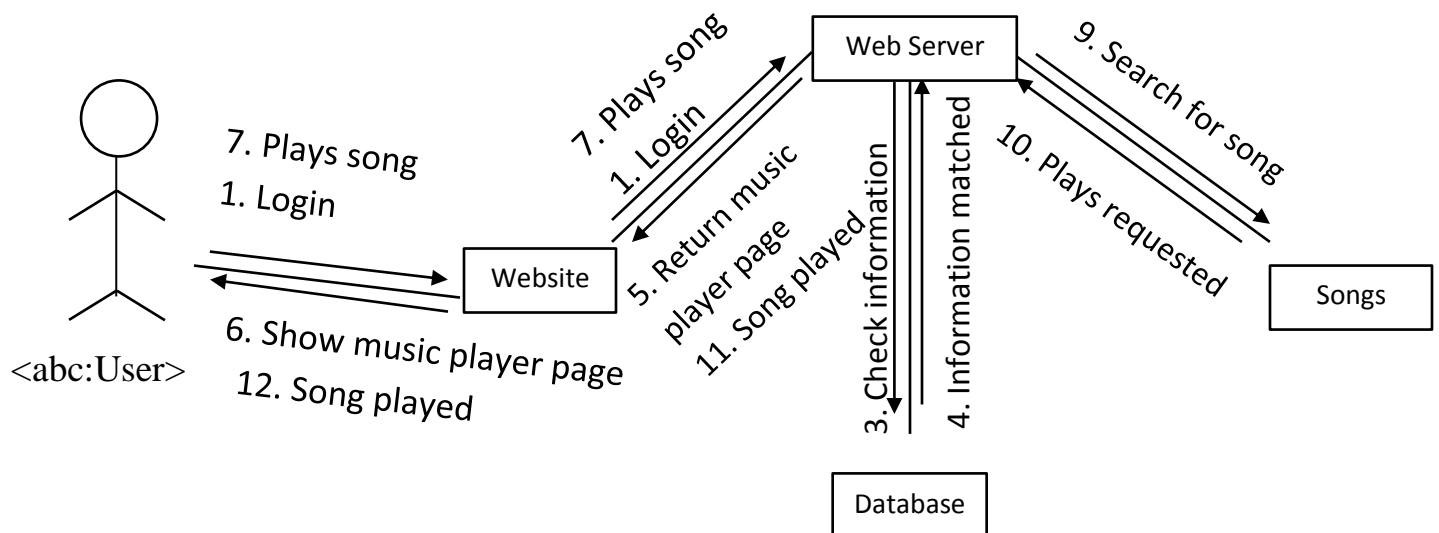 Web Server
9. Search for song
10. Plays requested
7. Plays song
1. Login
7. Plays song
1. Login
5. Return music
player page
11. Song played
3. Check information
4. Information matched
Website
Songs
6. Show music player page
12. Song played
<abc:User>
Database